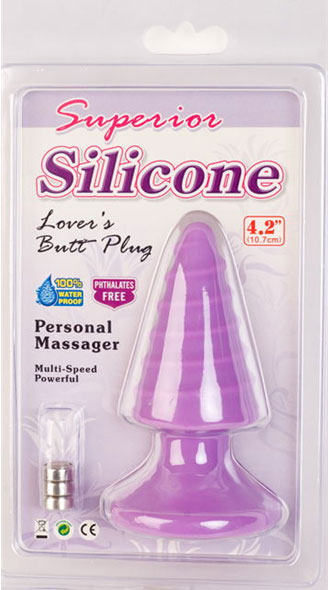 Superior
Silicone
Lover's
Butt Plug
4.2"
(10.7cm)
100%
WATER
PROOF
PHTHALATES
FREE
Personal
Massager
Multi-Speed
Powerful
CE